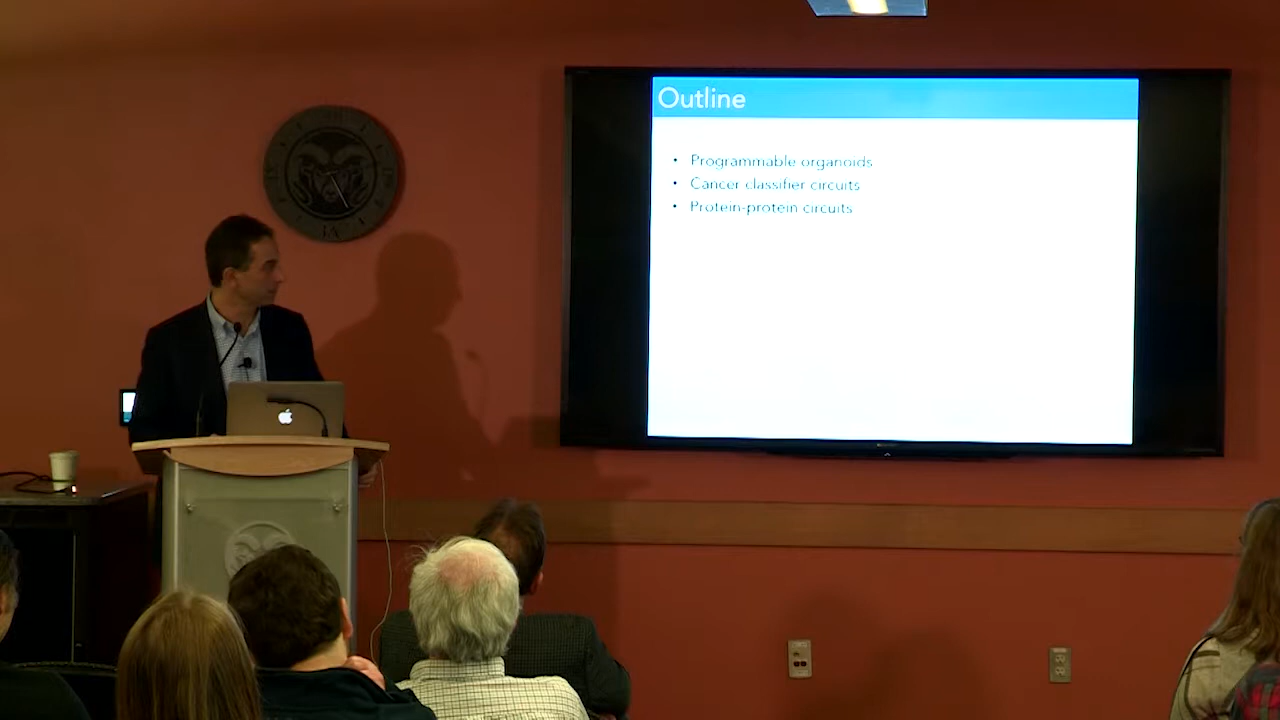 Outline
• Programmable organoids
• Cancer classifier circuits
• Protein-protein circuits